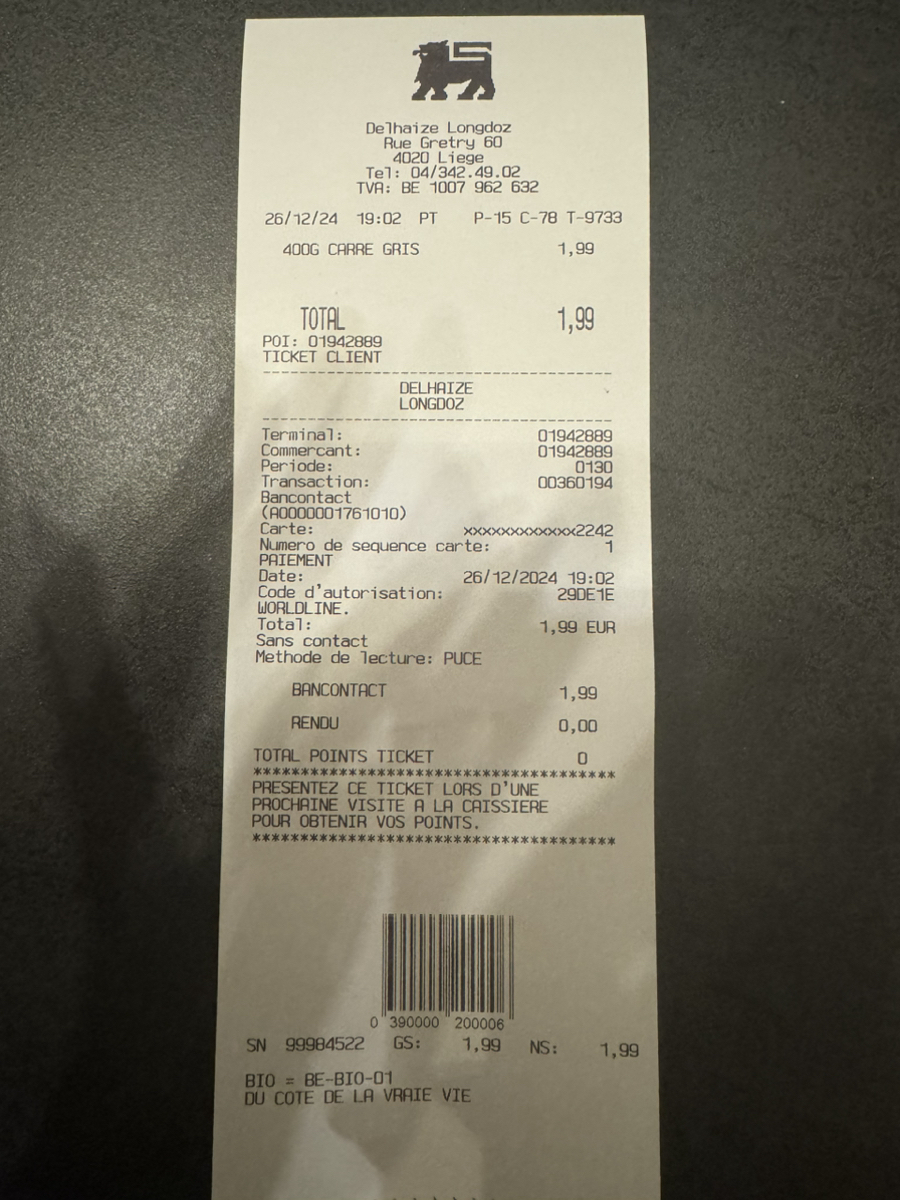 Delhaize Longdoz
Rue Gretry 60
4020 Liege
Tel: 04/342.49.02
TVA: BE 1007 962 632
26/12/24 19:02 PT P-15 C-78 T-9733
400G CARRE GRIS 1,99
TOTAL 1,99
POI: 01942889
TICKET CLIENT
DELHAIZE
LONGDOZ
Terminal: 01942889
Commercant: 01942889
Periode: 0130
Transaction: 00360194
Bancontact
(A0000001761010)
Carte: xxxxxxxxxxxxx2242
Numero de sequence carte: 1
PAIEMENT
Date: 26/12/2024 19:02
Code d'autorisation: 29DE1E
WORLDLINE.
Total: 1,99 EUR
Sans contact
Methode de lecture: PUCE
BANCONTACT 1,99
RENDU 0,00
TOTAL POINTS TICKET 0
***************************************
PRESENTEZ CE TICKET LORS D'UNE
PROCHAINE VISITE A LA CAISSIERE
POUR OBTENIR VOS POINTS.
***************************************
0 390000 200006
SN 99984522 GS: 1,99 NS: 1,99
BIO = BE-BIO-01
DU COTE DE LA VRAIE VIE